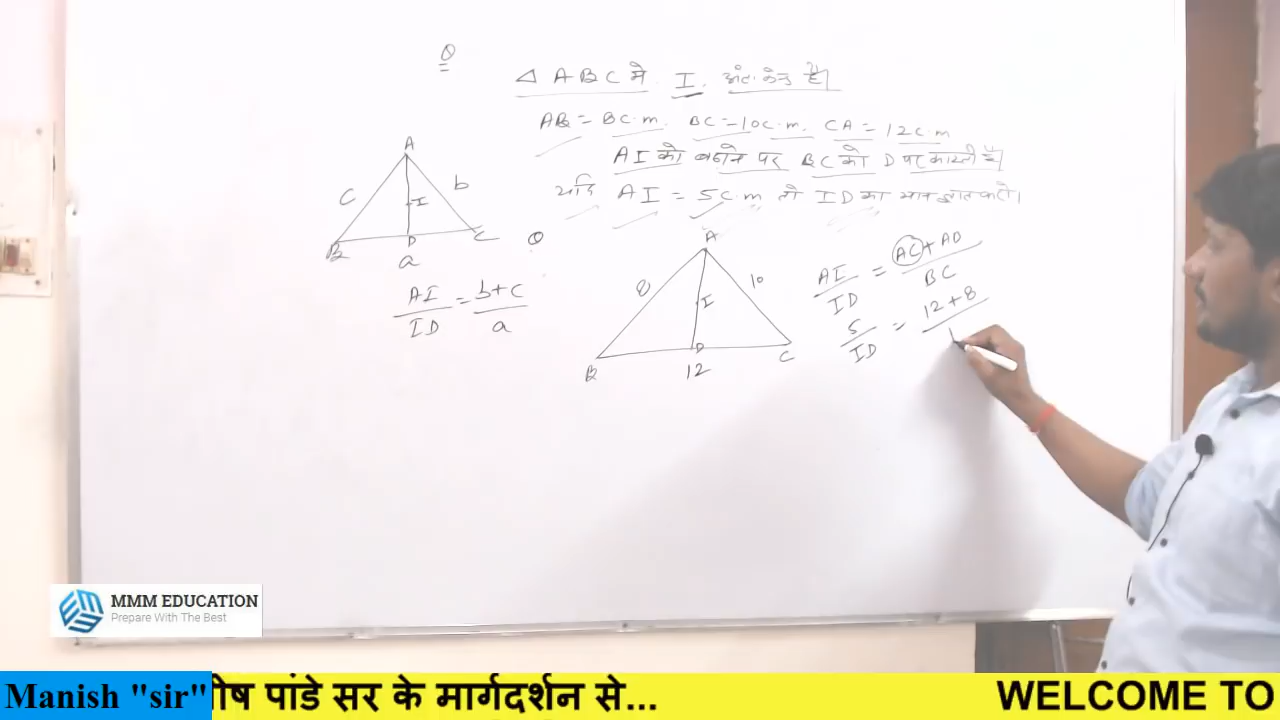 Q
△ ABC में I अंतः केन्द्र है।
AB = 8C.m. BC = 10C.m. CA = 12C.m
AI को बढ़ाने पर BC को D पर काटती है।
यदि AI = 5C.m तो ID का मान ज्ञात करो।
A
C
b
I
B
D
C
a
AI/ID = b+c/a
Q
A
8
10
I
B
D
C
12
AI/ID = AC + AB/BC
5/ID = 12+8/1
MMM EDUCATION
Prepare With The Best
Manish "sir"
ीष पांडे सर के मार्गदर्शन से...
WELCOME TO